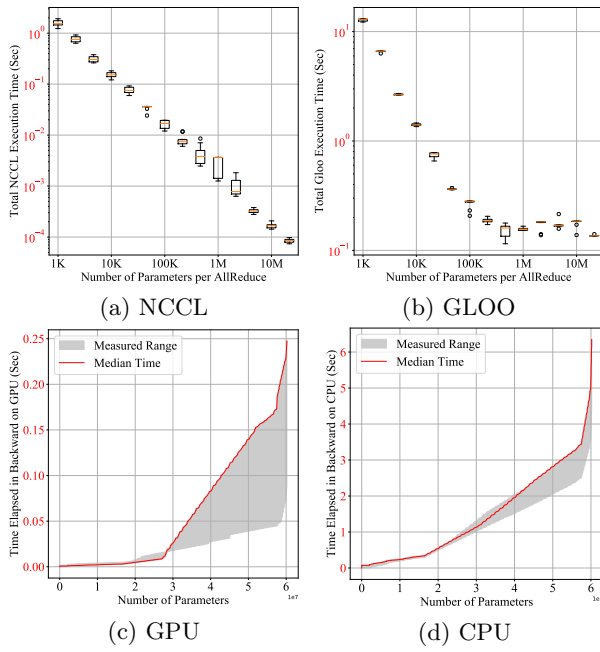 Total NCCL Execution Time (Sec)
10^0
10^-1
10^-2
10^-3
10^-4
1K 10K 100K 1M 10M
Number of Parameters per AllReduce
(a) NCCL
Total Gloo Execution Time (Sec)
10^1
10^0
10^-1
1K 10K 100K 1M 10M
Number of Parameters per AllReduce
(b) GLOO
Time Elapsed in Backward on GPU (Sec)
0.25
0.20
0.15
0.10
0.05
0.00
Measured Range
Median Time
0 1 2 3 4 5 6
1e7
Number of Parameters
(c) GPU
Time Elapsed in Backward on CPU (Sec)
6
5
4
3
2
1
0
Measured Range
Median Time
0 1 2 3 4 5 6
Number of Parameters
(d) CPU